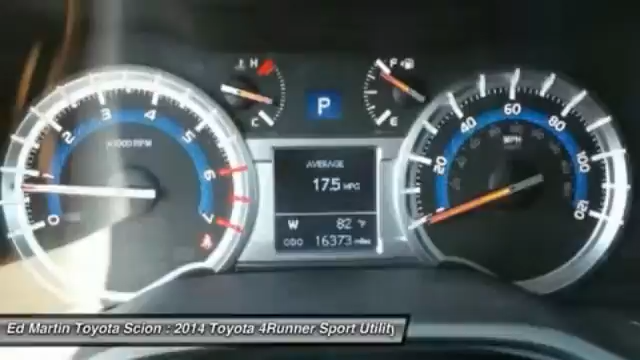 H
F
C
E
P
0
1
2
3
4
5
6
7
x1000 RPM
AVERAGE
17.5 MPG
W 82 °F
ODO 16373 miles
20
40
60
80
100
120
MPH
Ed Martin Toyota Scion : 2014 Toyota 4Runner Sport Utility